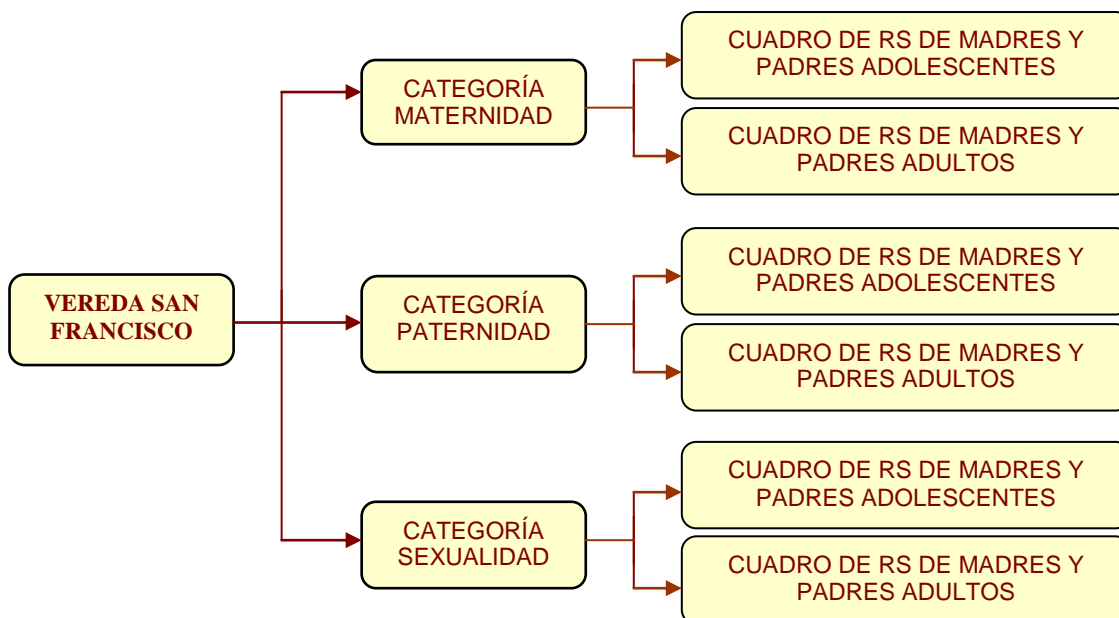 VEREDA SAN
FRANCISCO
CATEGORÍA
MATERNIDAD
CUADRO DE RS DE MADRES Y
PADRES ADOLESCENTES
CUADRO DE RS DE MADRES Y
PADRES ADULTOS
CATEGORÍA
PATERNIDAD
CUADRO DE RS DE MADRES Y
PADRES ADOLESCENTES
CUADRO DE RS DE MADRES Y
PADRES ADULTOS
CATEGORÍA
SEXUALIDAD
CUADRO DE RS DE MADRES Y
PADRES ADOLESCENTES
CUADRO DE RS DE MADRES Y
PADRES ADULTOS